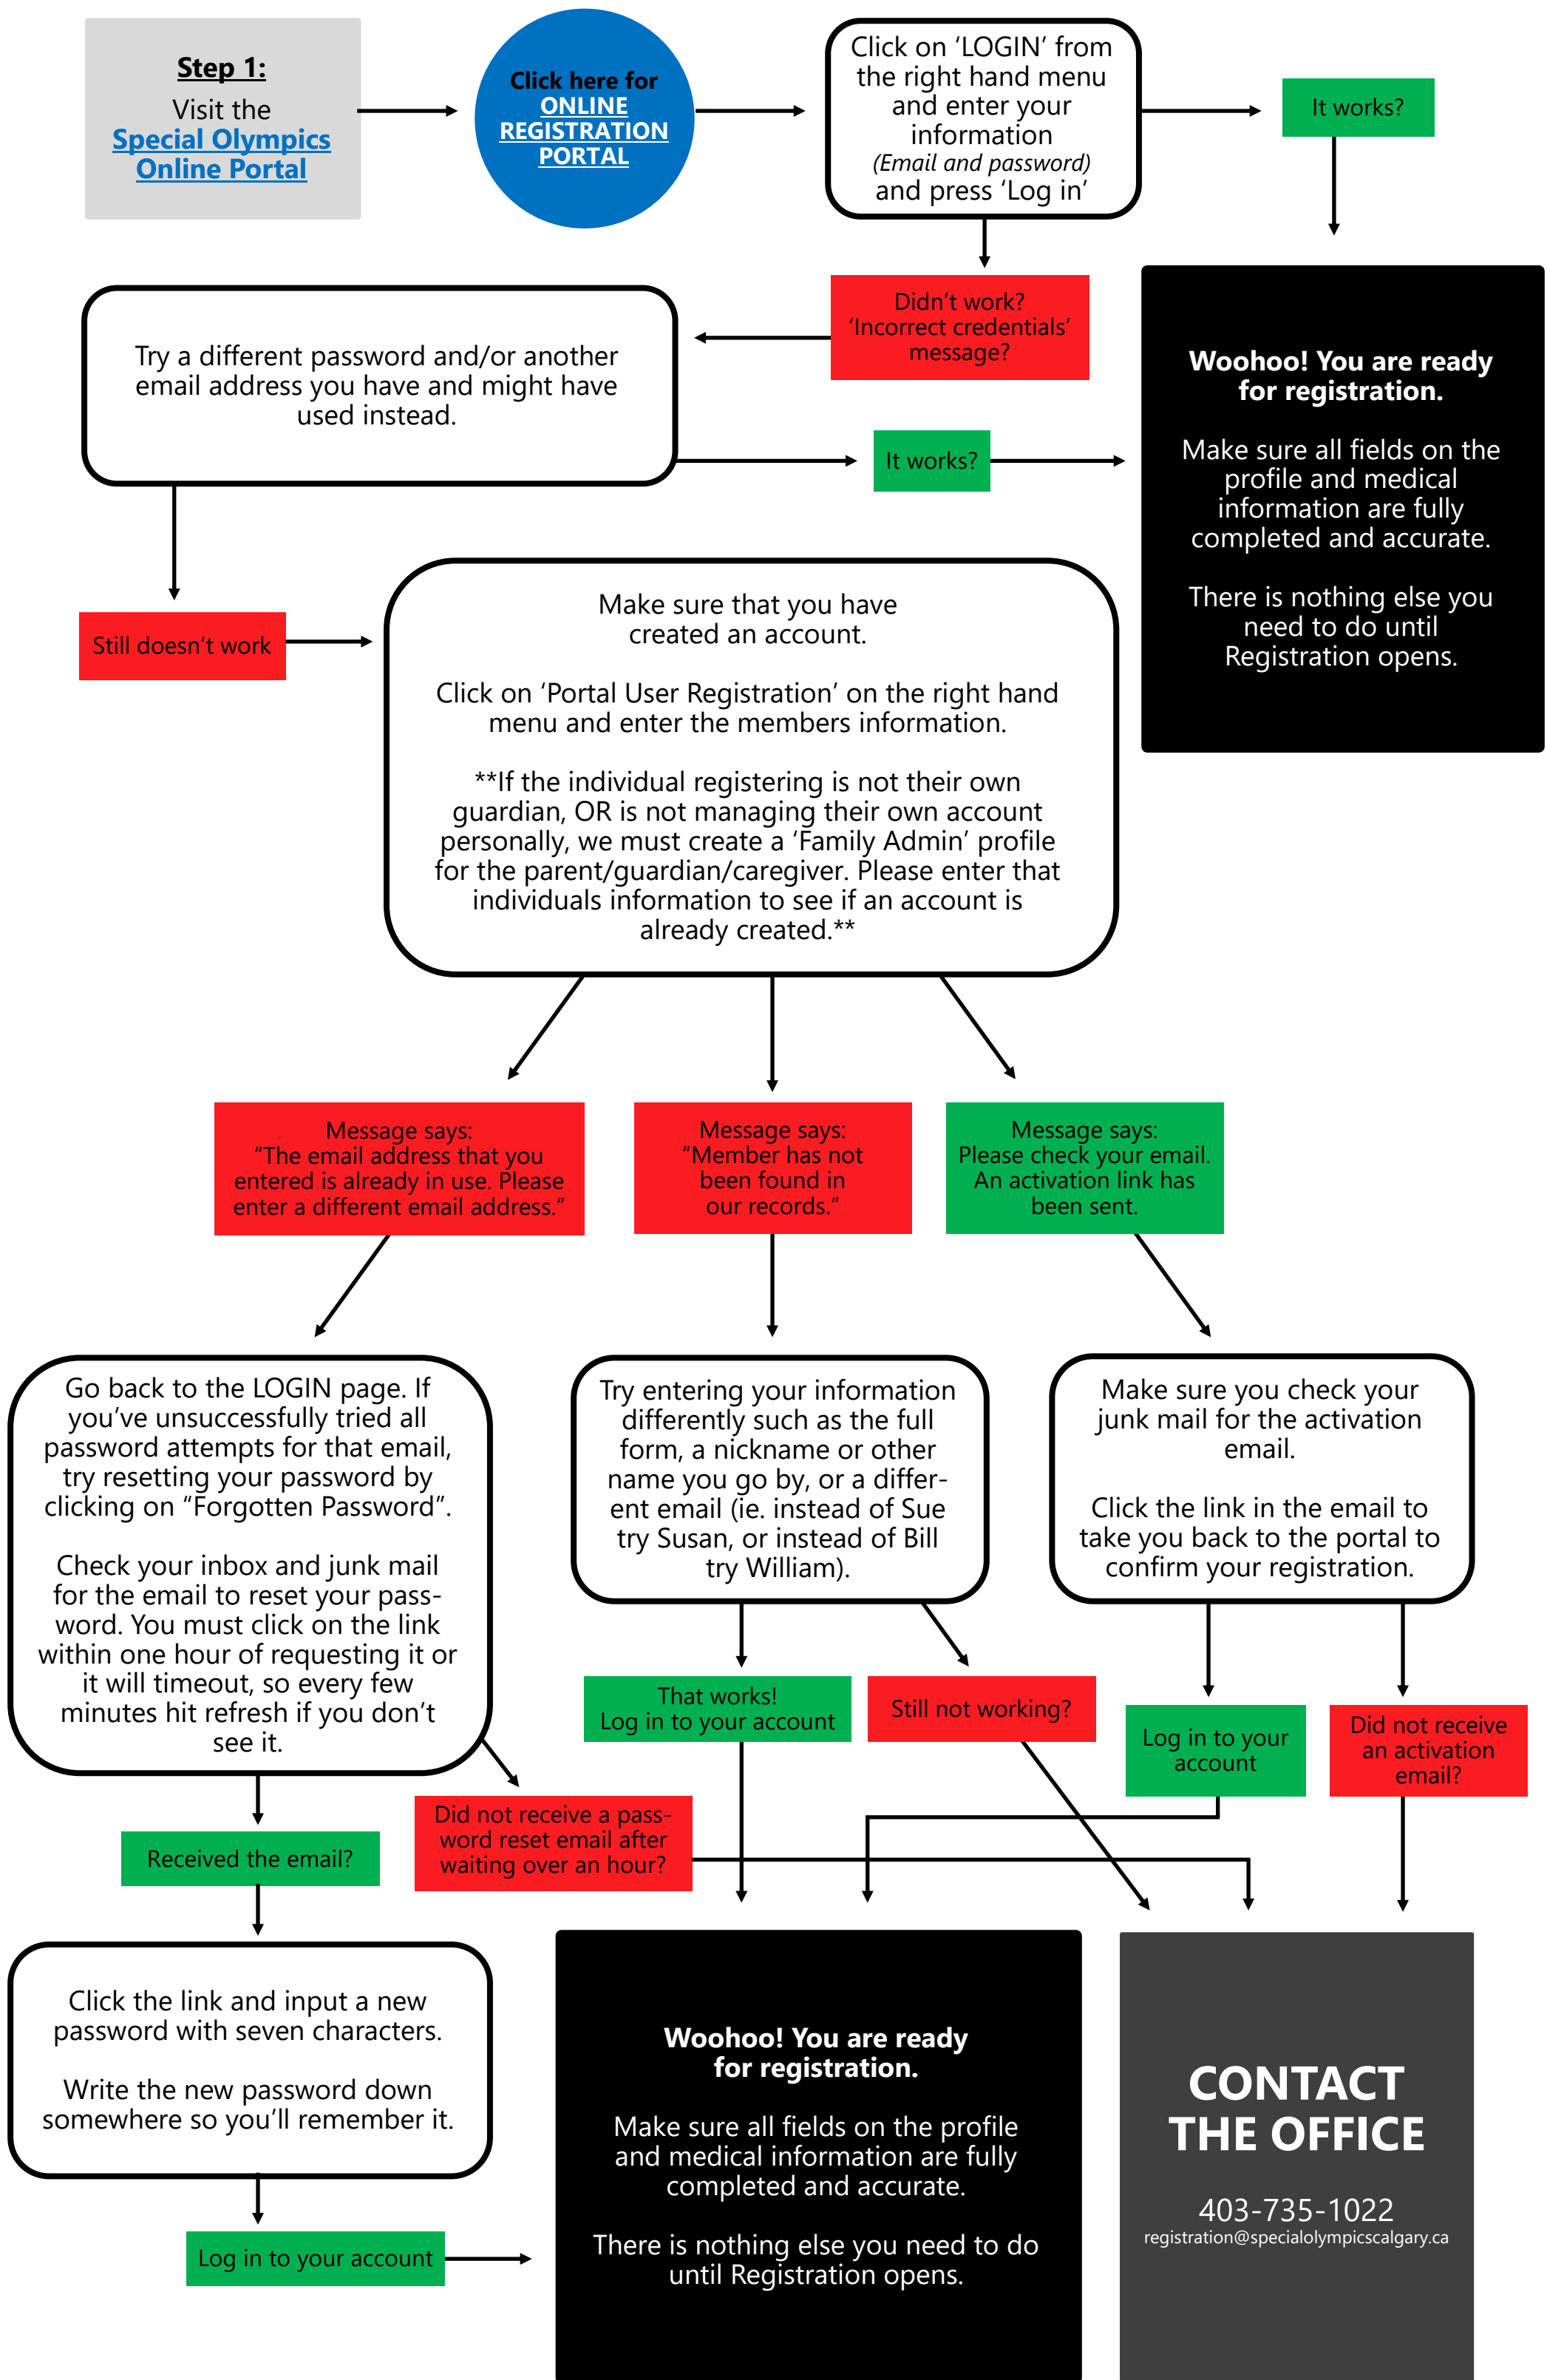 Step 1:
Visit the
Special Olympics
Online Portal
Click here for
ONLINE
REGISTRATION
PORTAL
Click on ‘LOGIN’ from
the right hand menu
and enter your
information
(Email and password)
and press ‘Log in’
It works?
Didn’t work?
‘Incorrect credentials’
message?
Try a different password and/or another
email address you have and might have
used instead.
It works?
Woohoo! You are ready
for registration.
Make sure all fields on the
profile and medical
information are fully
completed and accurate.
There is nothing else you
need to do until
Registration opens.
Still doesn’t work
Make sure that you have
created an account.
Click on ‘Portal User Registration’ on the right hand
menu and enter the members information.
**If the individual registering is not their own
guardian, OR is not managing their own account
personally, we must create a ‘Family Admin’ profile
for the parent/guardian/caregiver. Please enter that
individuals information to see if an account is
already created.**
Message says:
“The email address that you
entered is already in use. Please
enter a different email address.”
Message says:
“Member has not
been found in
our records.”
Message says:
Please check your email.
An activation link has
been sent.
Go back to the LOGIN page. If
you’ve unsuccessfully tried all
password attempts for that email,
try resetting your password by
clicking on “Forgotten Password”.
Check your inbox and junk mail
for the email to reset your pass-
word. You must click on the link
within one hour of requesting it or
it will timeout, so every few
minutes hit refresh if you don’t
see it.
Try entering your information
differently such as the full
form, a nickname or other
name you go by, or a differ-
ent email (ie. instead of Sue
try Susan, or instead of Bill
try William).
Make sure you check your
junk mail for the activation
email.
Click the link in the email to
take you back to the portal to
confirm your registration.
That works!
Log in to your account
Still not working?
Log in to your
account
Did not receive
an activation
email?
Received the email?
Did not receive a pass-
word reset email after
waiting over an hour?
Click the link and input a new
password with seven characters.
Write the new password down
somewhere so you’ll remember it.
Log in to your account
Woohoo! You are ready
for registration.
Make sure all fields on the profile
and medical information are fully
completed and accurate.
There is nothing else you need to do
until Registration opens.
CONTACT
THE OFFICE
403-735-1022
registration@specialolympicscalgary.ca